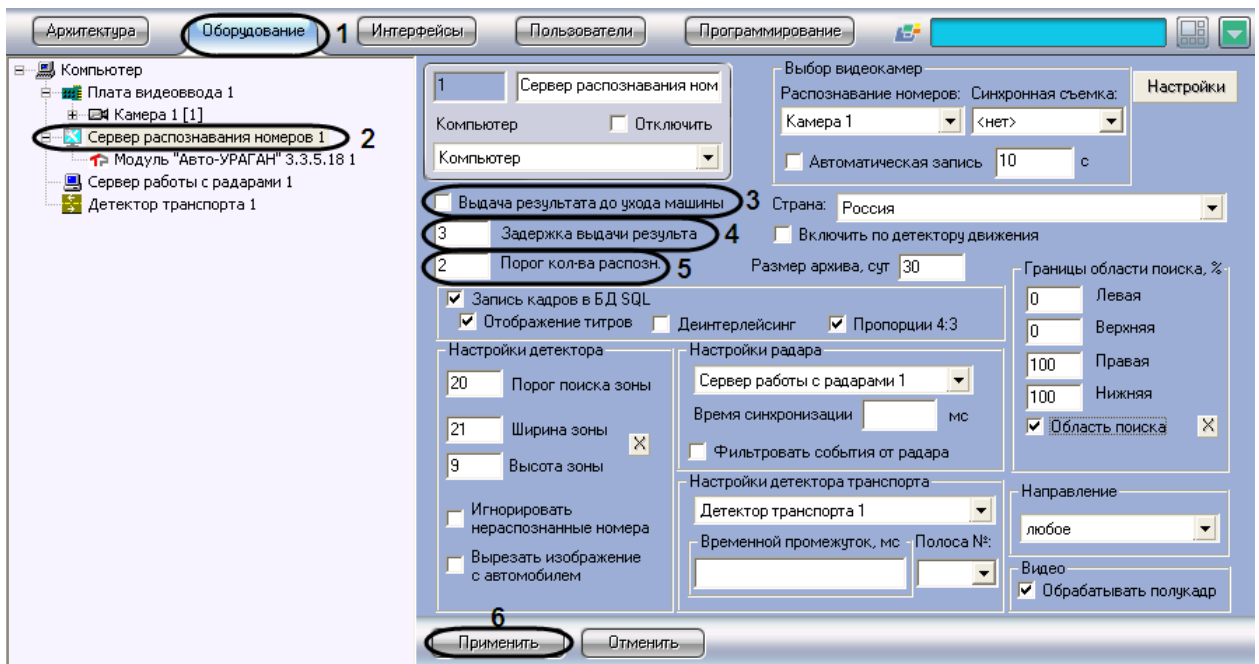 Архитектура Оборудование 1 Интерфейсы Пользователи Программирование
Компьютер
Плата видеоввода 1
Камера 1 [1]
Сервер распознавания номеров 1 2
Модуль "Авто-УРАГАН" 3.3.5.18 1
Сервер работы с радарами 1
Детектор транспорта 1
1 Сервер распознавания ном
Компьютер Отключить
Компьютер
Выбор видеокамер
Распознавание номеров: Синхронная съемка:
Камера 1 <нет>
Автоматическая запись 10 с
Настройки
Выдача результата до ухода машины 3
3 Задержка выдачи результа 4
2 Порог кол-ва распозн. 5
Страна: Россия
Включить по детектору движения
Размер архива, сут 30
Запись кадров в БД SQL
Отображение титров Деинтерлейсинг Пропорции 4:3
Границы области поиска, %
0 Левая
0 Верхняя
100 Правая
100 Нижняя
Область поиска X
Настройки детектора
20 Порог поиска зоны
21 Ширина зоны
X
9 Высота зоны
Игнорировать
нераспознанные номера
Вырезать изображение
с автомобилем
Настройки радара
Сервер работы с радарами 1
Время синхронизации мс
Фильтровать события от радара
Настройки детектора транспорта
Детектор транспорта 1
Временной промежуток, мс Полоса №:
Направление
любое
Видео
Обрабатывать полукадр
6
Применить Отменить